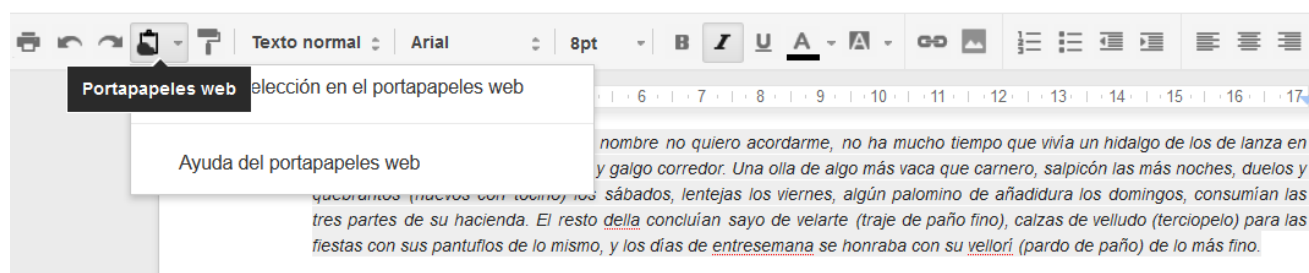 Texto normal Arial 8pt B I U A A
Portapapeles web elección en el portapapeles web
6 7 8 9 10 11 12 13 14 15 16 17
Ayuda del portapapeles web
nombre no quiero acordarme, no ha mucho tiempo que vivía un hidalgo de los de lanza en
y galgo corredor. Una olla de algo más vaca que carnero, salpicón las más noches, duelos y
quebrantos (huevos con tocino) los sábados, lentejas los viernes, algún palomino de añadidura los domingos, consumían las
tres partes de su hacienda. El resto della concluían sayo de velarte (traje de paño fino), calzas de velludo (terciopelo) para las
fiestas con sus pantuflos de lo mismo, y los días de entresemana se honraba con su vellorí (pardo de paño) de lo más fino.